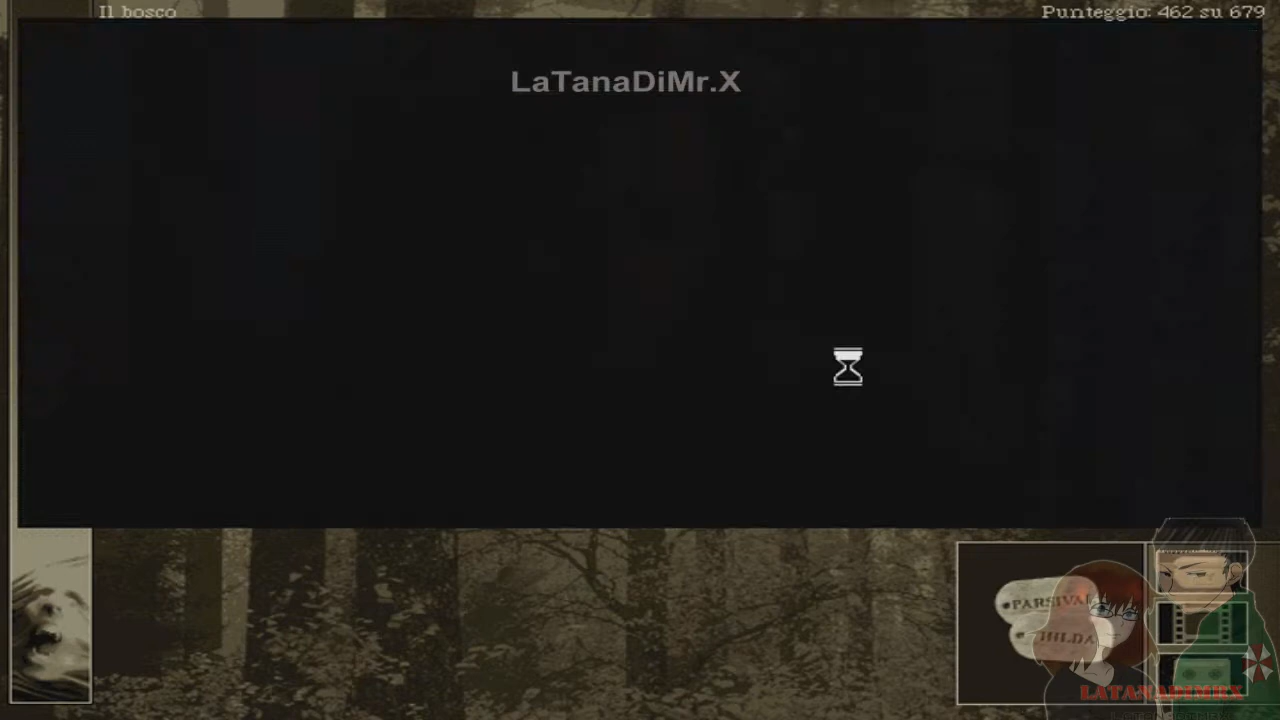 Il bosco
Punteggio: 462 su 679
LaTanaDiMr.X
PARSIVAL
HILDA
LATANADIMRX